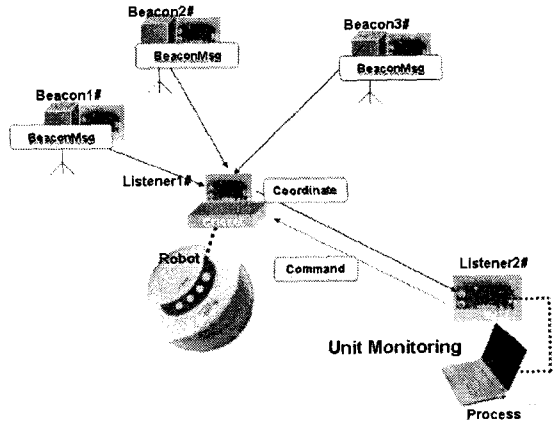 Beacon2#
BeaconMsg
Beacon3#
BeaconMsg
Beacon1#
BeaconMsg
Listener1#
Coordinate
Robot
Command
Listener2#
Unit Monitoring
Process